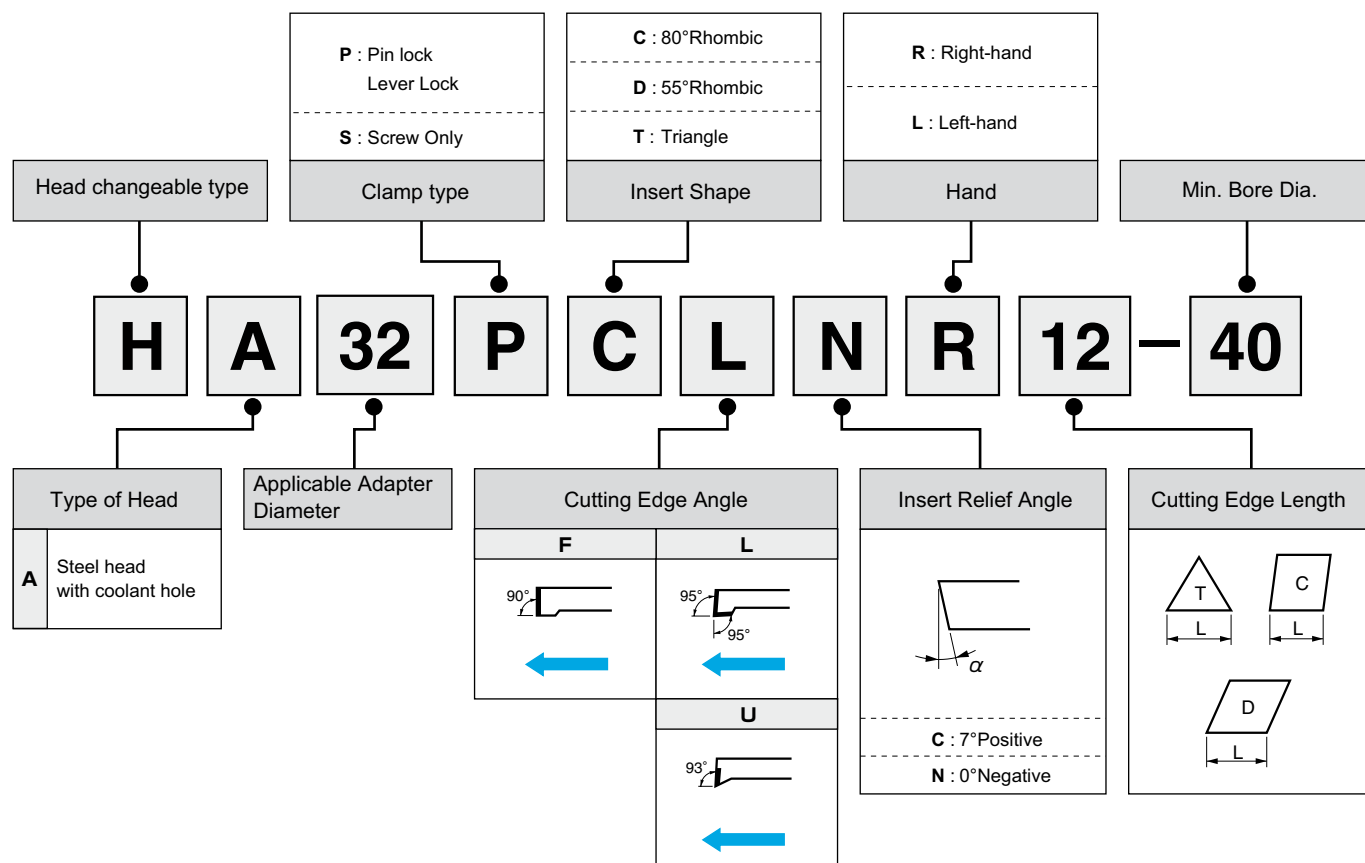 P : Pin lock
Lever Lock
S : Screw Only
Clamp type
C : 80°Rhombic
D : 55°Rhombic
T : Triangle
Insert Shape
R : Right-hand
L : Left-hand
Hand
Head changeable type
Min. Bore Dia.
H A 32 P C L N R 12 – 40
Type of Head
A Steel head
with coolant hole
Applicable Adapter
Diameter
Cutting Edge Angle
F L
90°
95°
95°
U
93°
Insert Relief Angle
α
C : 7°Positive
N : 0°Negative
Cutting Edge Length
T C
L L
D
L